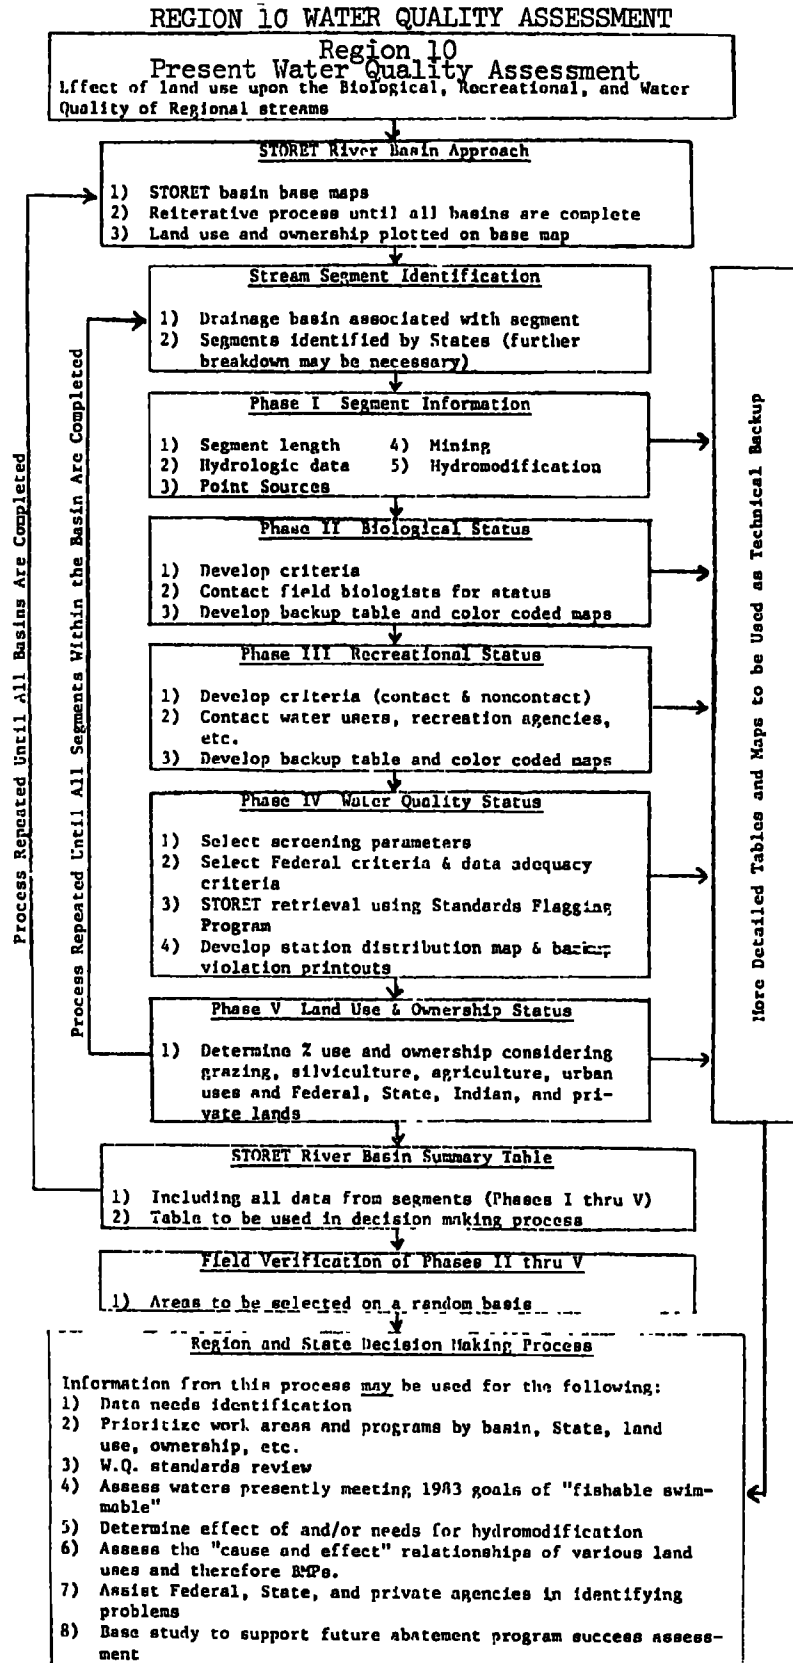 REGION 10 WATER QUALITY ASSESSMENT
Region 10
Present Water Quality Assessment
Effect of land use upon the Biological, Recreational, and Water
Quality of Regional streams
STORET River Basin Approach
1) STORET basin base maps
2) Reiterative process until all basins are complete
3) Land use and ownership plotted on base map
Stream Segment Identification
1) Drainage basin associated with segment
2) Segments identified by States (further
breakdown may be necessary)
Phase I Segment Information
1) Segment length 4) Mining
2) Hydrologic data 5) Hydromodification
3) Point Sources
Phase II Biological Status
1) Develop criteria
2) Contact field biologists for status
3) Develop backup table and color coded maps
Phase III Recreational Status
1) Develop criteria (contact & noncontact)
2) Contact water users, recreation agencies,
etc.
3) Develop backup table and color coded maps
Phase IV Water Quality Status
1) Select screening parameters
2) Select Federal criteria & data adequacy
criteria
3) STORET retrieval using Standards Flagging
Program
4) Develop station distribution map & backup
violation printouts
Phase V Land Use & Ownership Status
1) Determine % use and ownership considering
grazing, silviculture, agriculture, urban
uses and Federal, State, Indian, and pri-
vate lands
STORET River Basin Summary Table
1) Including all data from segments (Phases I thru V)
2) Table to be used in decision making process
Field Verification of Phases II thru V
1) Areas to be selected on a random basis
Region and State Decision Making Process
Information from this process may be used for the following:
1) Data needs identification
2) Prioritize work areas and programs by basin, State, land
use, ownership, etc.
3) W.Q. standards review
4) Assess waters presently meeting 1983 goals of "fishable swim-
mable"
5) Determine effect of and/or needs for hydromodification
6) Assess the "cause and effect" relationships of various land
uses and therefore BMPs.
7) Assist Federal, State, and private agencies in identifying
problems
8) Base study to support future abatement program success assess-
ment
Process Repeated Until All Basins Are Completed
Process Repeated Until All Segments Within the Basin Are Completed
More Detailed Tables and Maps to be Used as Technical Backup